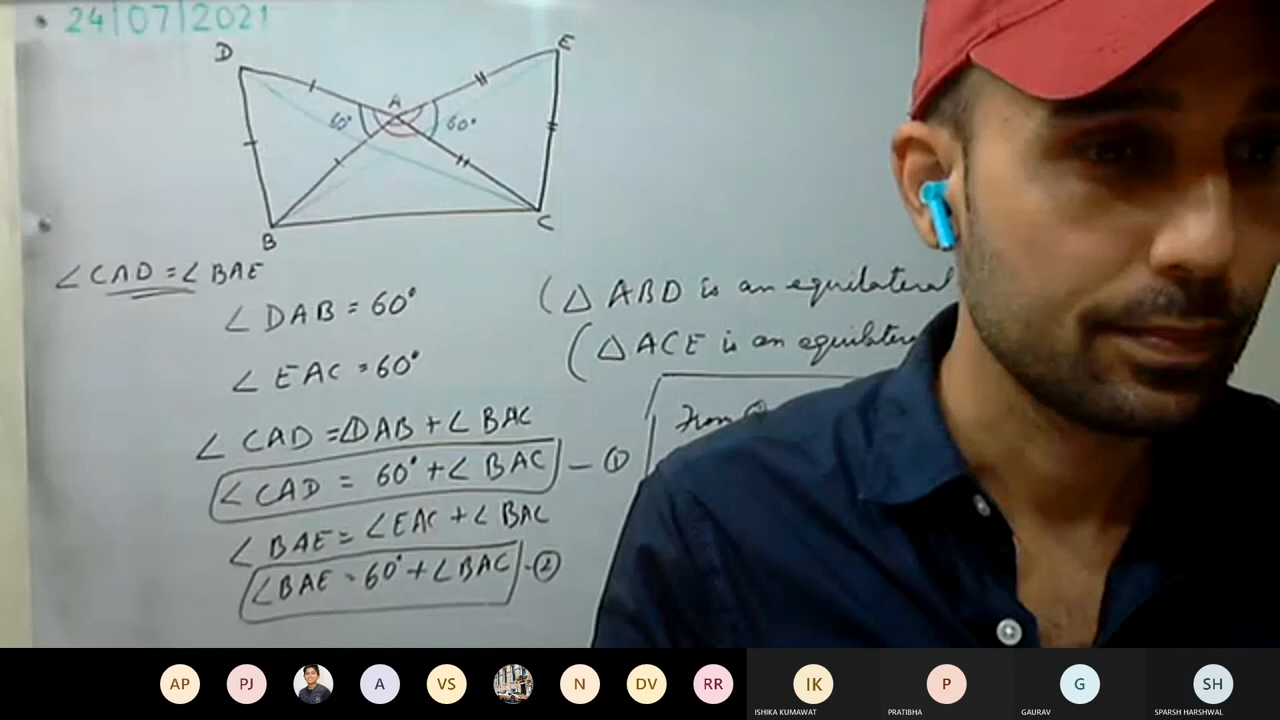 24/07/2021
D
E
A
60°
60°
B
C
∠CAD = ∠BAE
∠DAB = 60°
(△ ABD is an equilateral
∠EAC = 60°
(△ ACE is an
∠CAD = ∠DAB + ∠BAC
∠CAD = 60° + ∠BAC — ①
From
∠BAE = ∠EAC + ∠BAC
∠BAE = 60° + ∠BAC - ②
AP
PJ
A
VS
N
DV
RR
IK
P
G
SH
ISHIKA KUMAWAT
PRATIBHA
GAURAV
SPARSH HARSHWAL